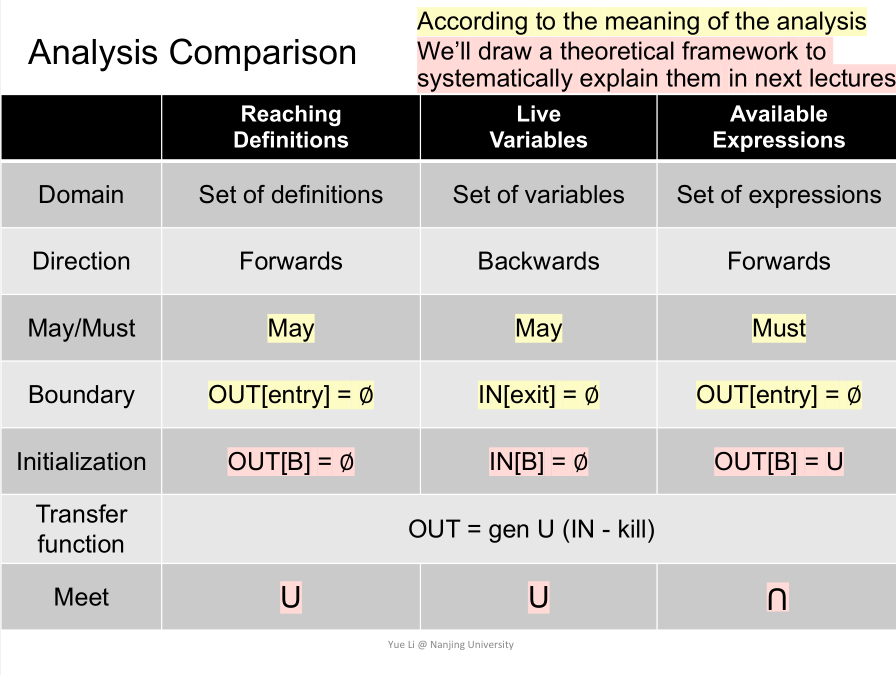 Analysis Comparison
According to the meaning of the analysis
We'll draw a theoretical framework to
systematically explain them in next lectures
Reaching
Definitions
Live
Variables
Available
Expressions
Domain
Set of definitions
Set of variables
Set of expressions
Direction
Forwards
Backwards
Forwards
May/Must
May
May
Must
Boundary
OUT[entry] = ∅
IN[exit] = ∅
OUT[entry] = ∅
Initialization
OUT[B] = ∅
IN[B] = ∅
OUT[B] = U
Transfer
function
OUT = gen U (IN - kill)
Meet
∪
∪
∩
Yue Li @ Nanjing University